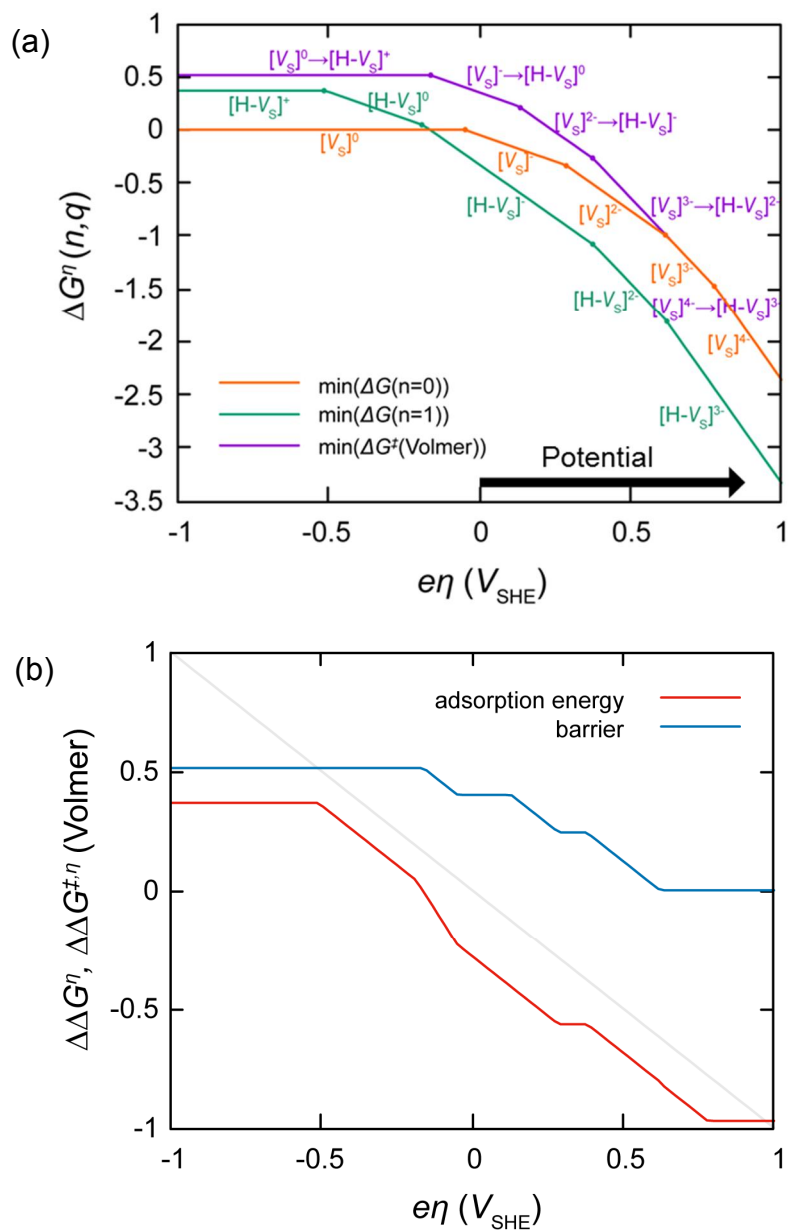 (a)
1
0.5
0
-0.5
-1
-1.5
-2
-2.5
-3
-3.5
ΔG^η(n,q)
[V_S]⁰→[H-V_S]⁺
[V_S]⁻→[H-V_S]⁰
[H-V_S]⁺
[H-V_S]⁰
[V_S]²⁻→[H-V_S]⁻
[V_S]⁰
[V_S]⁻
[H-V_S]⁻
[V_S]²⁻
[V_S]³⁻→[H-V_S]²⁻
[V_S]³⁻
[H-V_S]²⁻
[V_S]⁴⁻→[H-V_S]³⁻
[V_S]⁴⁻
[H-V_S]³⁻
min(ΔG(n=0))
min(ΔG(n=1))
min(ΔG‡(Volmer))
Potential
-1 -0.5 0 0.5 1
eη (V_SHE)
(b)
1
0.5
0
-0.5
-1
ΔΔG^η, ΔΔG^‡,η (Volmer)
adsorption energy
barrier
-1 -0.5 0 0.5 1
eη (V_SHE)